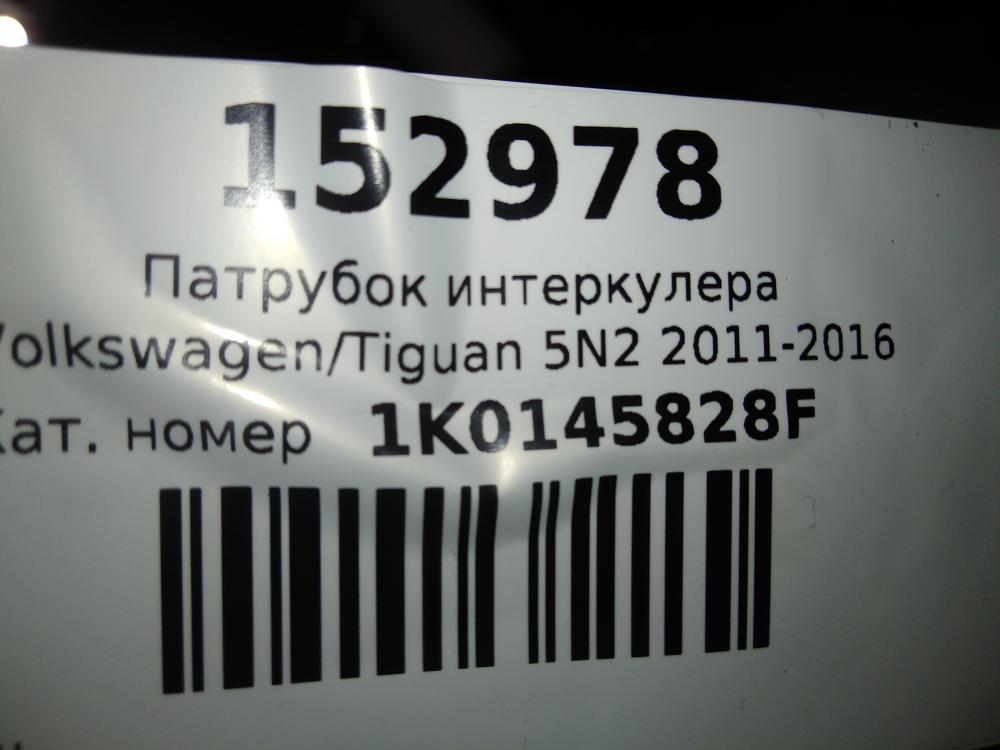 152978
Патрубок интеркулера
Volkswagen/Tiguan 5N2 2011-2016
Кат. номер 1K0145828F